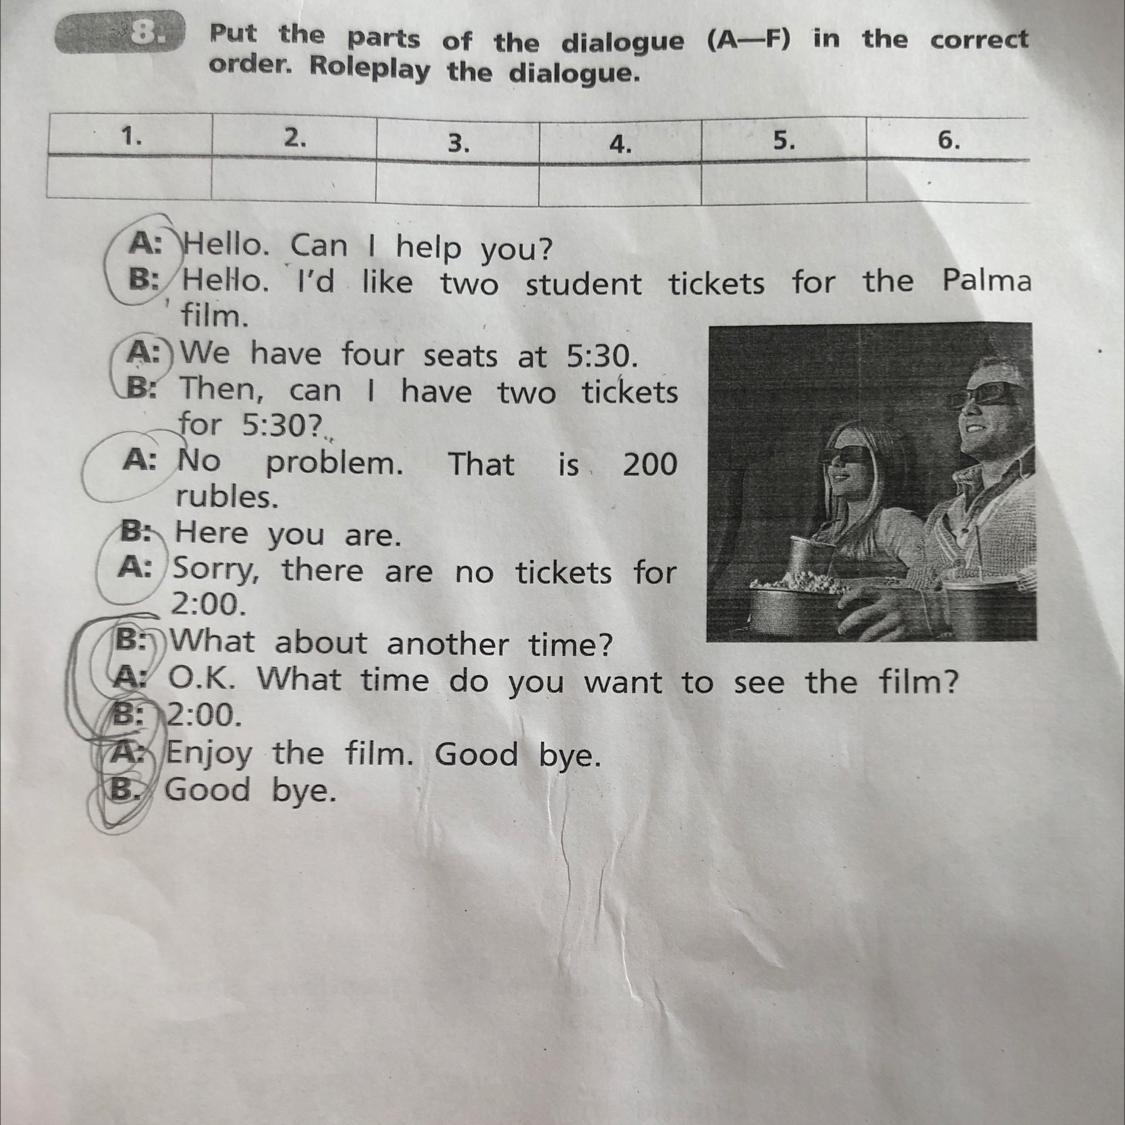 8. Put the parts of the dialogue (A—F) in the correct
order. Roleplay the dialogue.
1. 2. 3. 4. 5. 6.
A: Hello. Can I help you?
B: Hello. I'd like two student tickets for the Palma
film.
A: We have four seats at 5:30.
B: Then, can I have two tickets
for 5:30?
A: No problem. That is 200
rubles.
B: Here you are.
A: Sorry, there are no tickets for
2:00.
B: What about another time?
A: O.K. What time do you want to see the film?
B: 2:00.
A: Enjoy the film. Good bye.
B. Good bye.